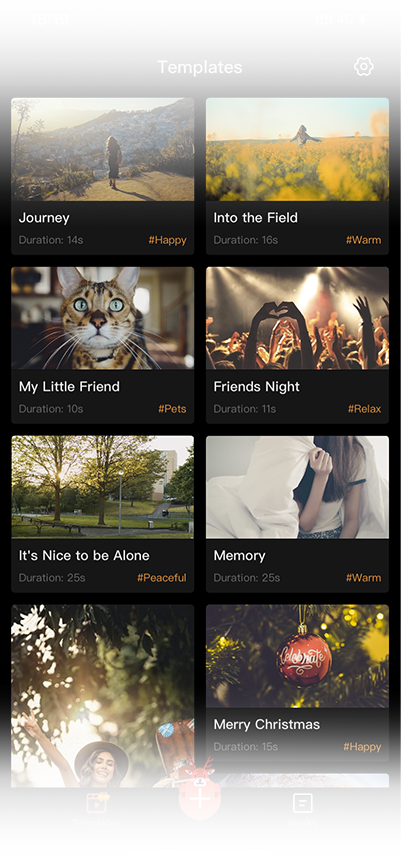 Templates
Journey
Duration: 14s #Happy
Into the Field
Duration: 16s #Warm
My Little Friend
Duration: 10s #Pets
Friends Night
Duration: 11s #Relax
It's Nice to be Alone
Duration: 25s #Peaceful
Memory
Duration: 25s #Warm
Celebrate
Merry Christmas
Duration: 15s #Happy